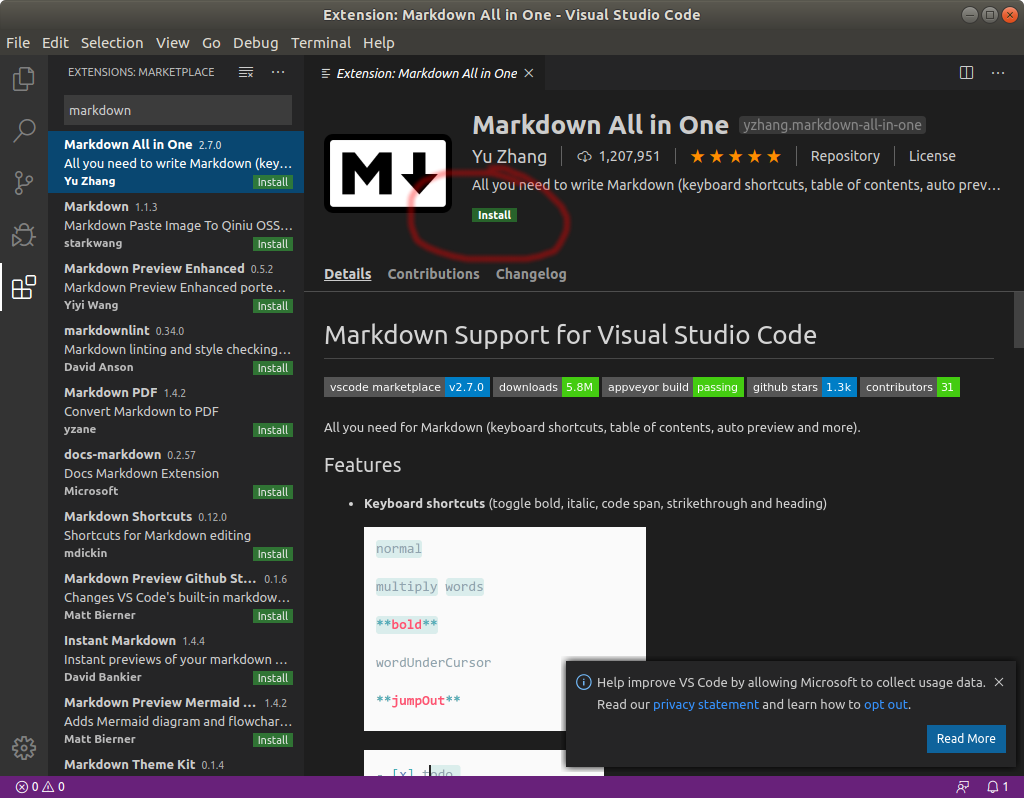 Extension: Markdown All in One - Visual Studio Code
File Edit Selection View Go Debug Terminal Help
EXTENSIONS: MARKETPLACE
markdown
Markdown All in One 2.7.0
All you need to write Markdown (key...
Yu Zhang Install
Markdown 1.1.3
Markdown Paste Image To Qiniu OSS...
starkwang Install
Markdown Preview Enhanced 0.5.2
Markdown Preview Enhanced porte...
Yiyi Wang Install
markdownlint 0.34.0
Markdown linting and style checking...
David Anson Install
Markdown PDF 1.4.2
Convert Markdown to PDF
yzane Install
docs-markdown 0.2.57
Docs Markdown Extension
Microsoft Install
Markdown Shortcuts 0.12.0
Shortcuts for Markdown editing
mdickin Install
Markdown Preview Github St... 0.1.6
Changes VS Code's built-in markdow...
Matt Bierner Install
Instant Markdown 1.4.4
Instant previews of your markdown ...
David Bankier Install
Markdown Preview Mermaid ... 1.4.2
Adds Mermaid diagram and flowchar...
Matt Bierner Install
Markdown Theme Kit 0.1.4
Extension: Markdown All in One
M
Markdown All in One yzhang.markdown-all-in-one
Yu Zhang 1,207,951 Repository License
All you need to write Markdown (keyboard shortcuts, table of contents, auto prev...
Install
Details Contributions Changelog
Markdown Support for Visual Studio Code
vscode marketplace v2.7.0 downloads 5.8M appveyor build passing github stars 1.3k contributors 31
All you need for Markdown (keyboard shortcuts, table of contents, auto preview and more).
Features
• Keyboard shortcuts (toggle bold, italic, code span, strikethrough and heading)
normal
multiply words
**bold**
wordUnderCursor
**jumpOut**
- [x] todo
Help improve VS Code by allowing Microsoft to collect usage data.
Read our privacy statement and learn how to opt out.
Read More
0 0 1